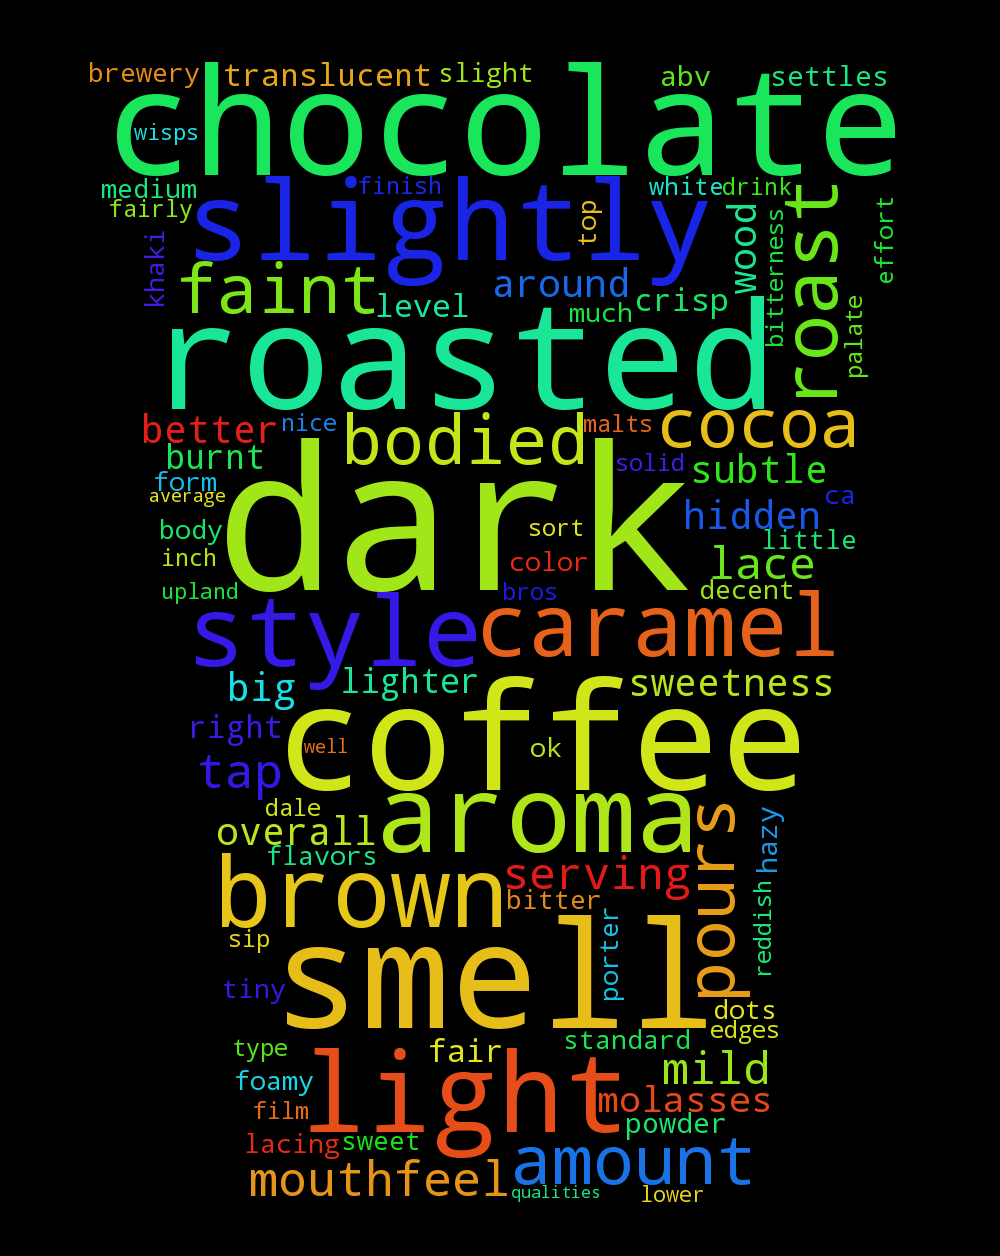 brewery translucent slight abv settles
chocolate
wisps
medium finish white drink
fairly slightly top wood roast effort
khaki bitterness
faint level around much crisp palate
roasted
better nice bodied malts cocoa
burnt solid subtle
form average dark ca
body sort hidden little
inch color lace
upland bros decent
style caramel
big lighter sweetness
right coffee
well ok
tap
dale aroma pours hazy
overall
flavors serving
brown bitter reddish
sip smell porter
tiny
dots
edges
type fair standard
foamy light mild
film molasses
lacing sweet powder
mouthfeel amount
qualities lower